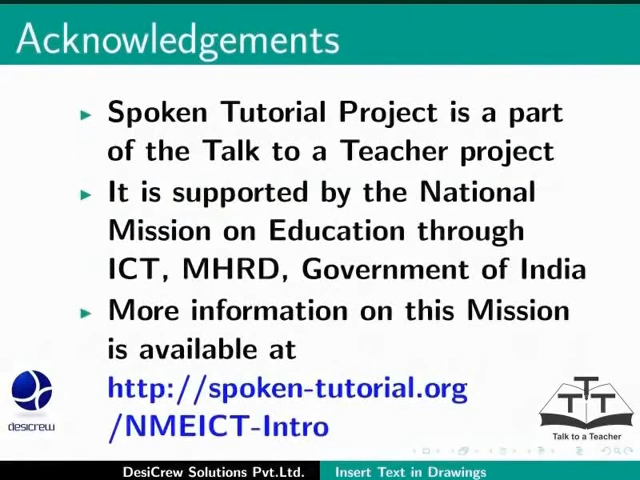 Acknowledgements
Spoken Tutorial Project is a part
of the Talk to a Teacher project
It is supported by the National
Mission on Education through
ICT, MHRD, Government of India
More information on this Mission
is available at
http://spoken-tutorial.org
/NMEICT-Intro
desicrew
TTT
Talk to a Teacher
DesiCrew Solutions Pvt.Ltd.
Insert Text in Drawings